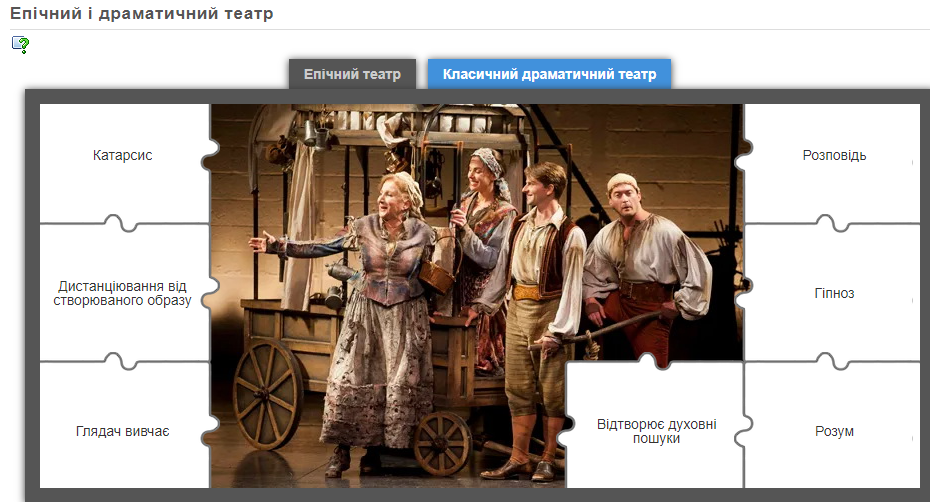 Епічний і драматичний театр
Епічний театр
Класичний драматичний театр
Катарсис
Розповідь
Дистанціювання від
створюваного образу
Гіпноз
Глядач вивчає
Відтворює духовні
пошуки
Розум